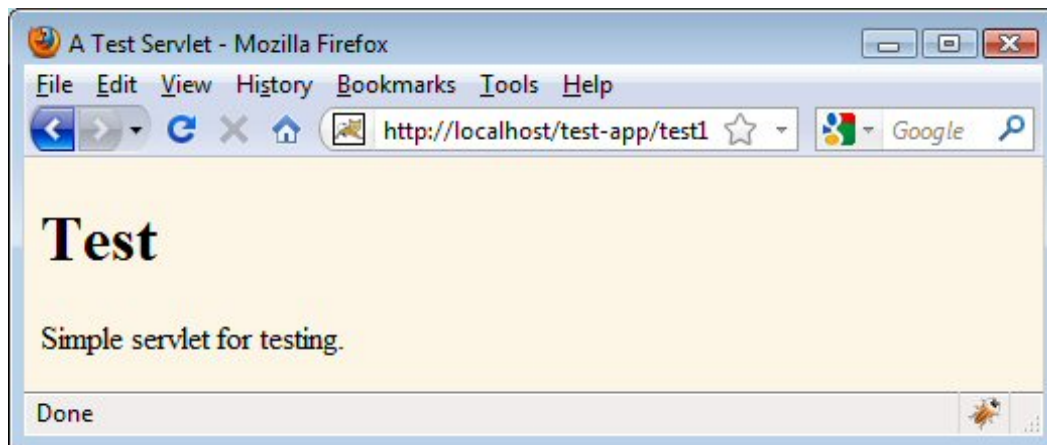 A Test Servlet - Mozilla Firefox
File Edit View History Bookmarks Tools Help
http://localhost/test-app/test1 Google
Test
Simple servlet for testing.
Done